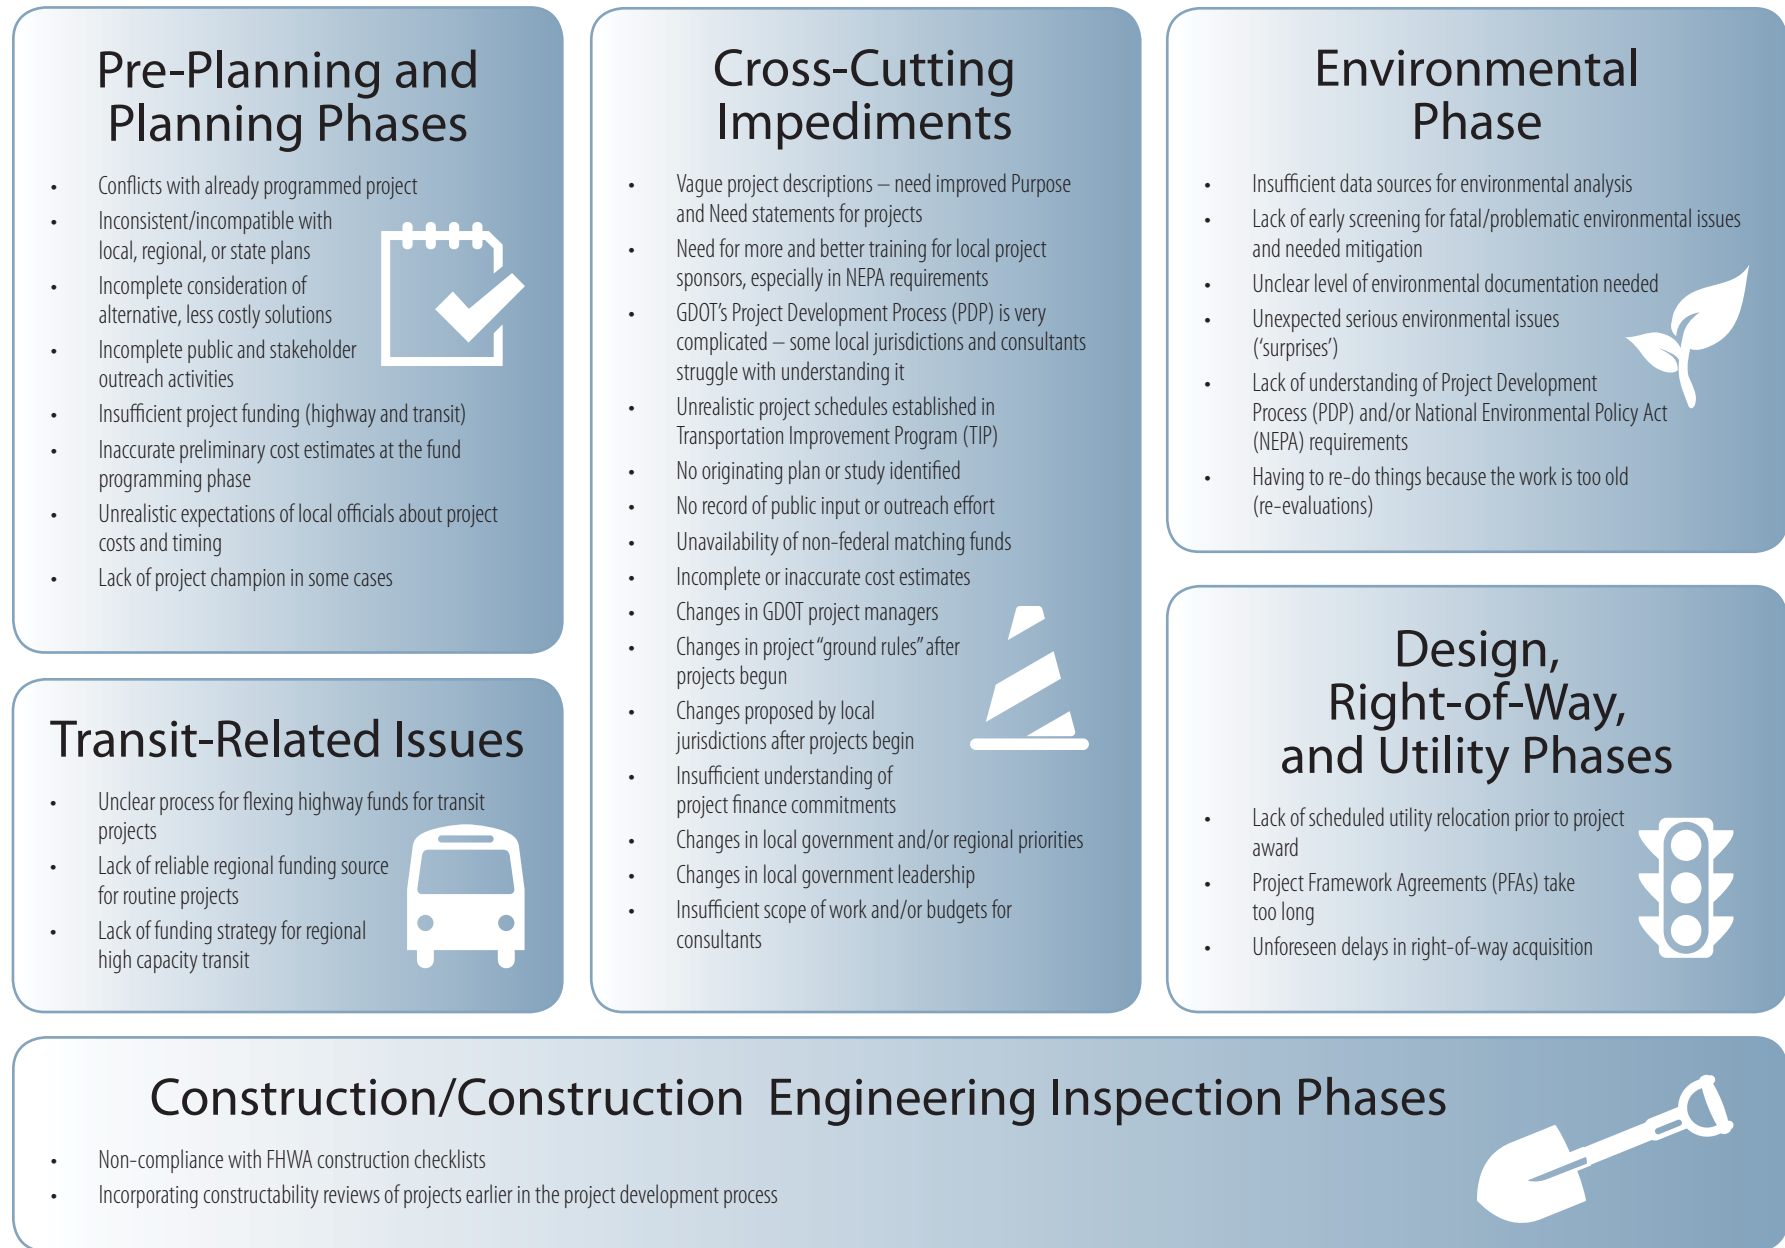 Pre-Planning and
Planning Phases
• Conflicts with already programmed project
• Inconsistent/incompatible with
local, regional, or state plans
• Incomplete consideration of
alternative, less costly solutions
• Incomplete public and stakeholder
outreach activities
• Insufficient project funding (highway and transit)
• Inaccurate preliminary cost estimates at the fund
programming phase
• Unrealistic expectations of local officials about project
costs and timing
• Lack of project champion in some cases
Transit-Related Issues
• Unclear process for flexing highway funds for transit
projects
• Lack of reliable regional funding source
for routine projects
• Lack of funding strategy for regional
high capacity transit
Cross-Cutting
Impediments
• Vague project descriptions – need improved Purpose
and Need statements for projects
• Need for more and better training for local project
sponsors, especially in NEPA requirements
• GDOT's Project Development Process (PDP) is very
complicated – some local jurisdictions and consultants
struggle with understanding it
• Unrealistic project schedules established in
Transportation Improvement Program (TIP)
• No originating plan or study identified
• No record of public input or outreach effort
• Unavailability of non-federal matching funds
• Incomplete or inaccurate cost estimates
• Changes in GDOT project managers
• Changes in project “ground rules” after
projects begun
• Changes proposed by local
jurisdictions after projects begin
• Insufficient understanding of
project finance commitments
• Changes in local government and/or regional priorities
• Changes in local government leadership
• Insufficient scope of work and/or budgets for
consultants
Environmental
Phase
• Insufficient data sources for environmental analysis
• Lack of early screening for fatal/problematic environmental issues
and needed mitigation
• Unclear level of environmental documentation needed
• Unexpected serious environmental issues
(‘surprises’)
• Lack of understanding of Project Development
Process (PDP) and/or National Environmental Policy Act
(NEPA) requirements
• Having to re-do things because the work is too old
(re-evaluations)
Design,
Right-of-Way,
and Utility Phases
• Lack of scheduled utility relocation prior to project
award
• Project Framework Agreements (PFAs) take
too long
• Unforeseen delays in right-of-way acquisition
Construction/Construction Engineering Inspection Phases
• Non-compliance with FHWA construction checklists
• Incorporating constructability reviews of projects earlier in the project development process